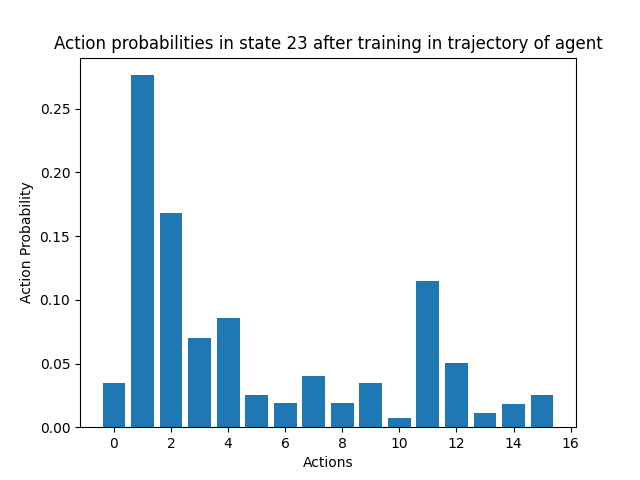 Action probabilities in state 23 after training in trajectory of agent
0.25
0.20
0.15
0.10
0.05
0.00
Action Probability
0 2 4 6 8 10 12 14 16
Actions